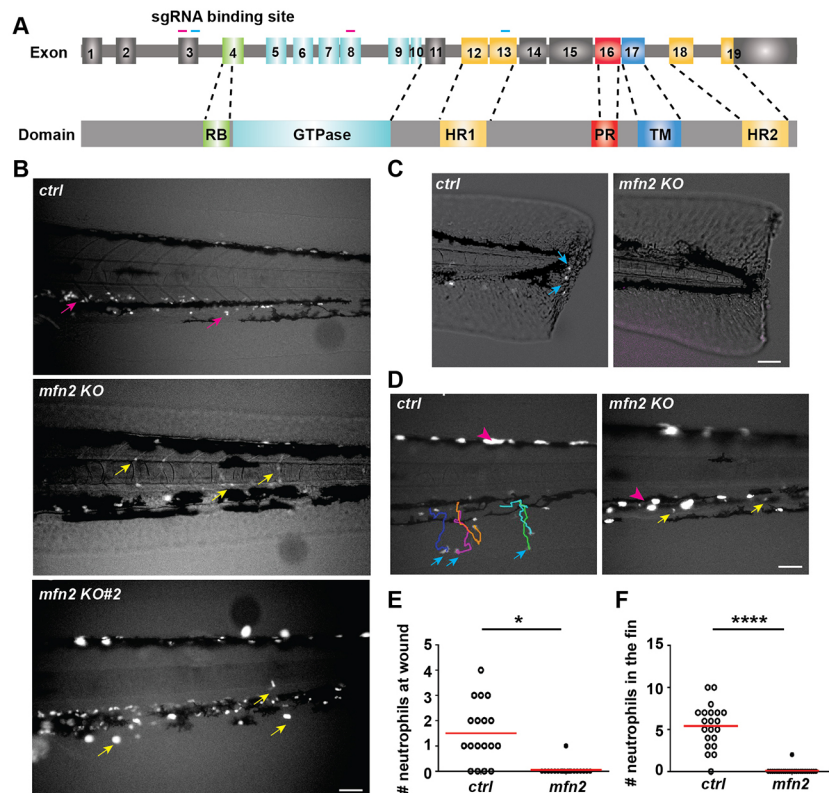 A
sgRNA binding site
Exon 1 2 3 4 5 6 7 8 9 10 11 12 13 14 15 16 17 18 19
Domain RB GTPase HR1 PR TM HR2
B
ctrl
mfn2 KO
mfn2 KO#2
C
ctrl
mfn2 KO
D
ctrl
mfn2 KO
E
*
# neutrophils at wound
5
4
3
2
1
0
ctrl mfn2
F
****
# neutrophils in the fin
15
10
5
0
ctrl mfn2